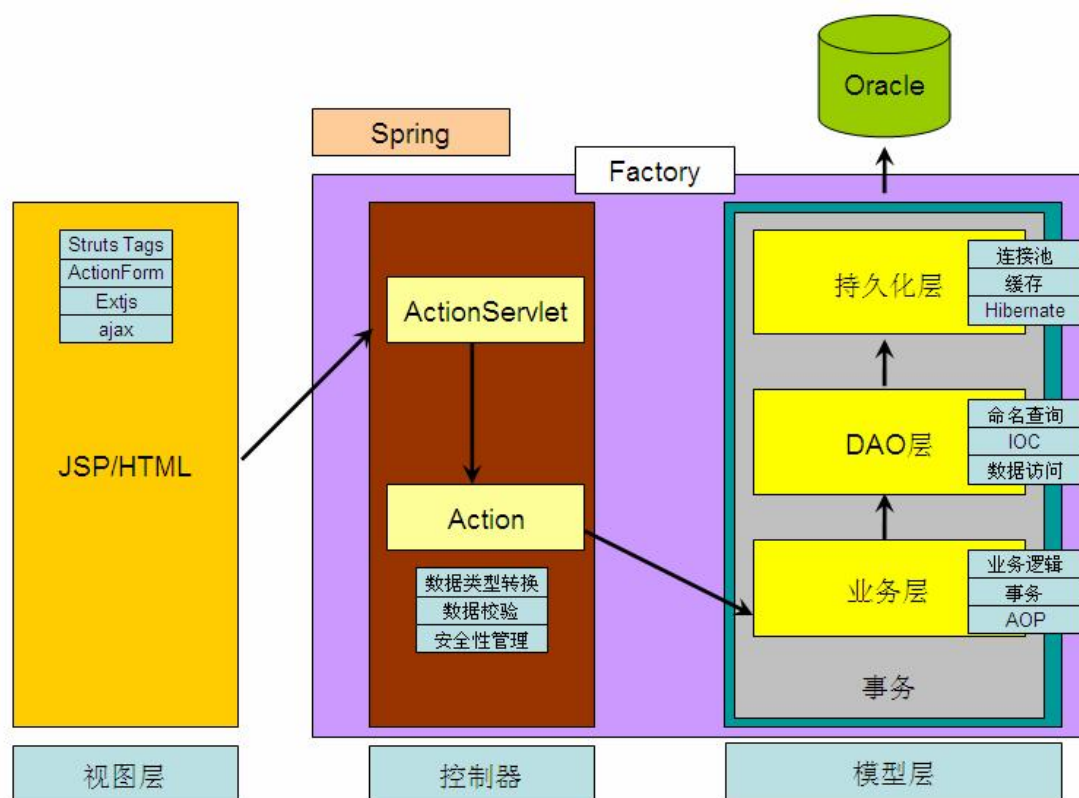 Oracle
Spring
Factory
Struts Tags
ActionForm
Extjs
ajax
JSP/HTML
ActionServlet
Action
数据类型转换
数据校验
安全性管理
持久化层
连接池
缓存
Hibernate
DAO层
命名查询
IOC
数据访问
业务层
业务逻辑
事务
AOP
事务
视图层
控制器
模型层